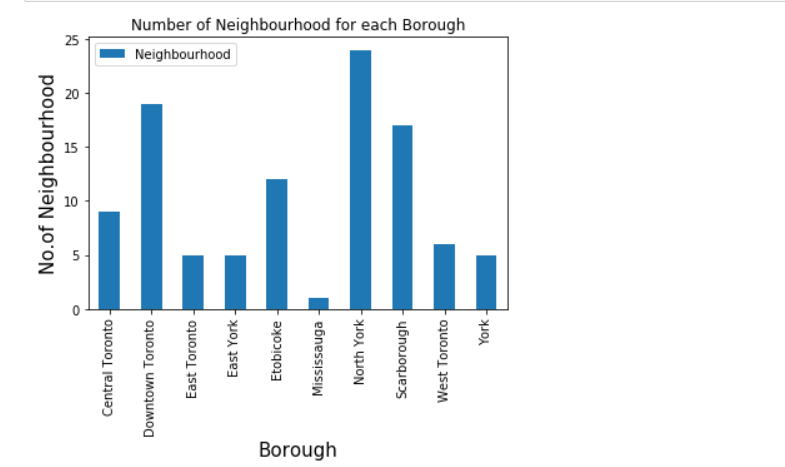 Number of Neighbourhood for each Borough
Neighbourhood
No.of Neighbourhood
25
20
15
10
5
0
Central Toronto
Downtown Toronto
East Toronto
East York
Etobicoke
Mississauga
North York
Scarborough
West Toronto
York
Borough